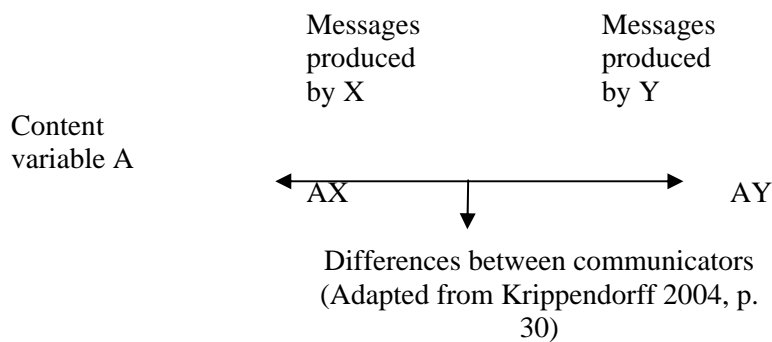 Messages
produced
by X
Messages
produced
by Y
Content
variable A
AX
AY
Differences between communicators
(Adapted from Krippendorff 2004, p.
30)